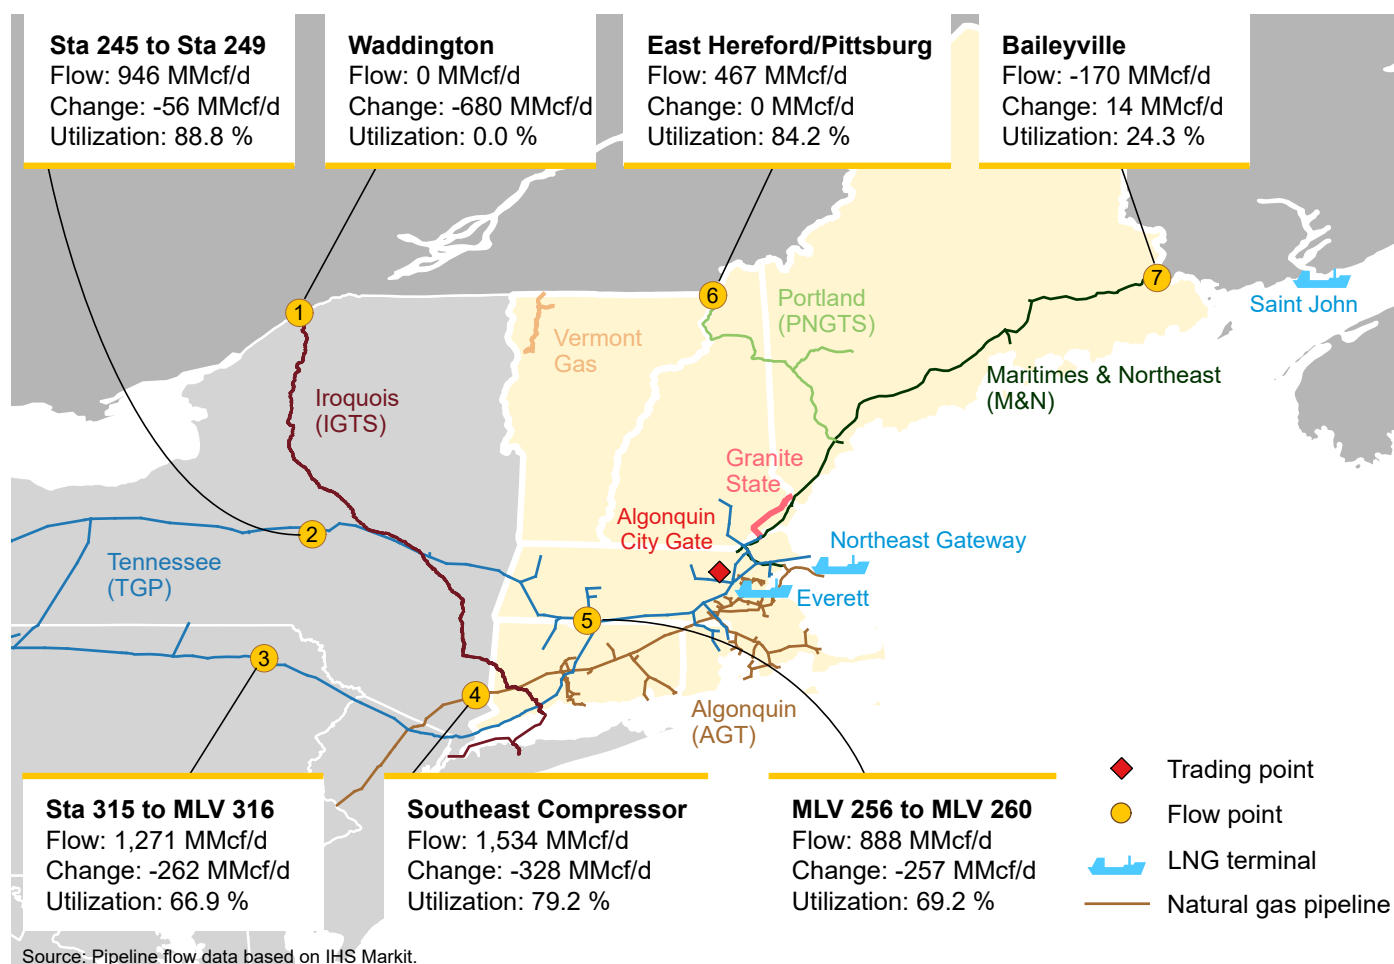 Sta 245 to Sta 249
Flow: 946 MMcf/d
Change: -56 MMcf/d
Utilization: 88.8 %
Waddington
Flow: 0 MMcf/d
Change: -680 MMcf/d
Utilization: 0.0 %
East Hereford/Pittsburg
Flow: 467 MMcf/d
Change: 0 MMcf/d
Utilization: 84.2 %
Baileyville
Flow: -170 MMcf/d
Change: 14 MMcf/d
Utilization: 24.3 %
1
6
7
Saint John
Portland
(PNGTS)
Vermont
Gas
Iroquois
(IGTS)
Maritimes & Northeast
(M&N)
Granite
State
Algonquin
City Gate
2
Northeast Gateway
Tennessee
(TGP)
Everett
5
3
4
Algonquin
(AGT)
Sta 315 to MLV 316
Flow: 1,271 MMcf/d
Change: -262 MMcf/d
Utilization: 66.9 %
Southeast Compressor
Flow: 1,534 MMcf/d
Change: -328 MMcf/d
Utilization: 79.2 %
MLV 256 to MLV 260
Flow: 888 MMcf/d
Change: -257 MMcf/d
Utilization: 69.2 %
Trading point
Flow point
LNG terminal
Natural gas pipeline
Source: Pipeline flow data based on IHS Markit.